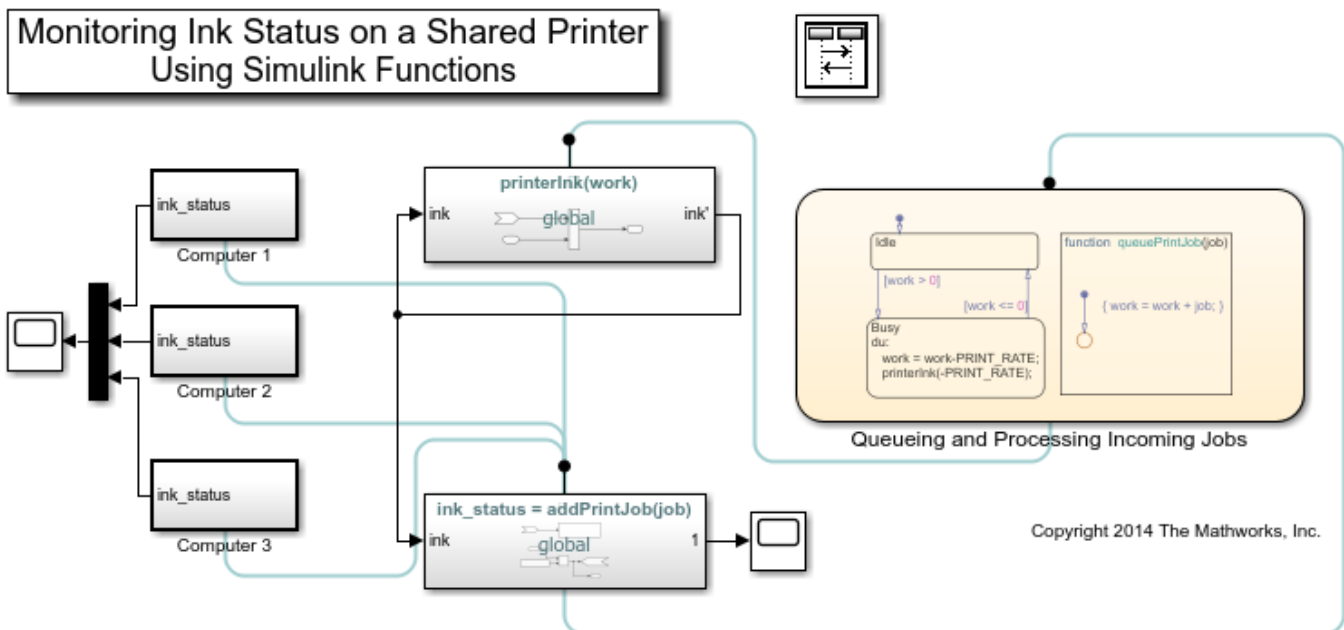 Monitoring Ink Status on a Shared Printer
Using Simulink Functions
ink_status
Computer 1
ink_status
Computer 2
ink_status
Computer 3
printerInk(work)
ink
global
ink'
ink_status = addPrintJob(job)
ink
global
1
Idle
[work > 0]
[work <= 0]
Busy
du:
work = work-PRINT_RATE;
printerInk(-PRINT_RATE);
function queuePrintJob(job)
{ work = work + job; }
Queueing and Processing Incoming Jobs
Copyright 2014 The Mathworks, Inc.